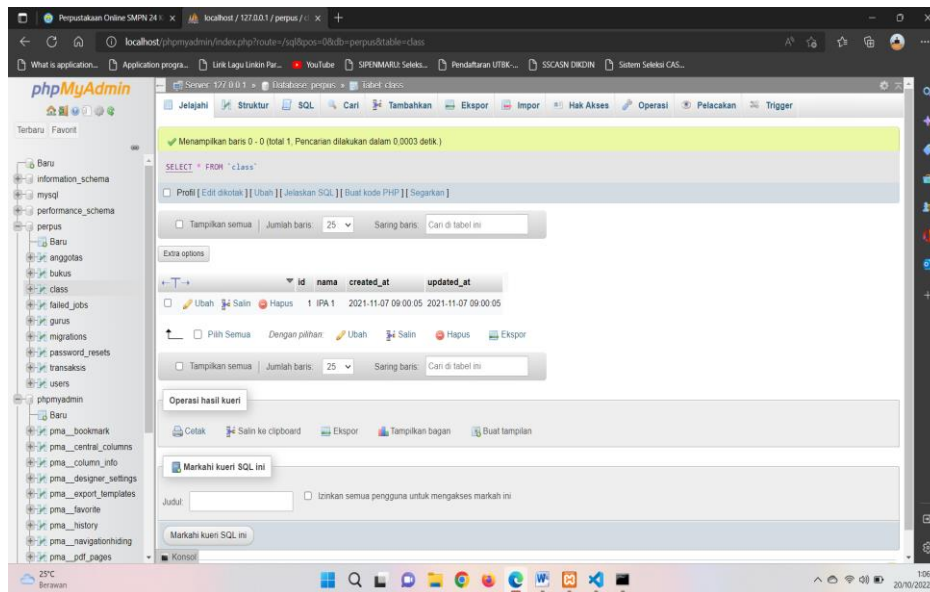 Perpustakaan Online SMPN 24
localhost / 127.0.0.1 / perpus / cl
localhost/phpmyadmin/index.php?route=/sql&pos=0&db=perpus&table=class
What is application...
Application progra...
Lirik Lagu Linkin Par...
YouTube
SIPENMARU: Seleks...
Pendaftaran UTBK-...
SSCASN DIKDIN
Sistem Seleksi CAS...
phpMyAdmin
Terbaru Favorit
Baru
information_schema
mysql
performance_schema
perpus
Baru
anggotas
bukus
class
failed_jobs
gurus
migrations
password_resets
transaksis
users
phpmyadmin
Baru
pma__bookmark
pma__central_columns
pma__column_info
pma__designer_settings
pma__export_templates
pma__favorite
pma__history
pma__navigationhiding
pma__pdf_pages
Server: 127.0.0.1 » Database: perpus » Tabel: class
Jelajahi Struktur SQL Cari Tambahkan Ekspor Impor Hak Akses Operasi Pelacakan Trigger
Menampilkan baris 0 - 0 (total 1, Pencarian dilakukan dalam 0,0003 detik.)
SELECT * FROM `class`
Profil [ Edit dikotak ] [ Ubah ] [ Jelaskan SQL ] [ Buat kode PHP ] [ Segarkan ]
Tampilkan semua | Jumlah baris: 25 Saring baris: Cari di tabel ini
Extra options
id nama created_at updated_at
Ubah Salin Hapus 1 IPA 1 2021-11-07 09:00:05 2021-11-07 09:00:05
Pilih Semua Dengan pilihan: Ubah Salin Hapus Ekspor
Tampilkan semua | Jumlah baris: 25 Saring baris: Cari di tabel ini
Operasi hasil kueri
Cetak Salin ke clipboard Ekspor Tampilkan bagan Buat tampilan
Markahi kueri SQL ini
Judul: Izinkan semua pengguna untuk mengakses markah ini
Markahi kueri SQL ini
Konsol
25°C
Berawan
1:06
20/10/2022